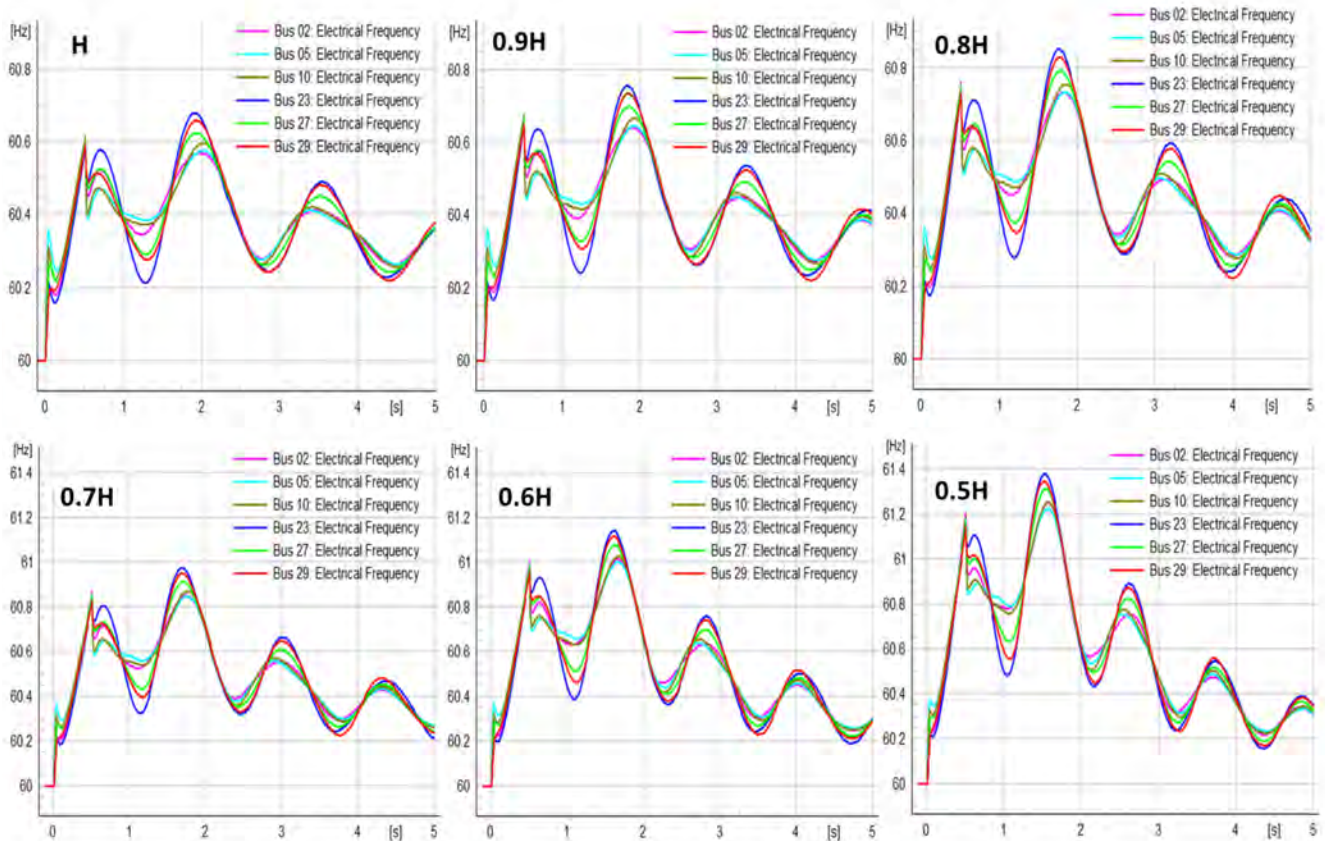 [Hz]
H
Bus 02: Electrical Frequency
Bus 05: Electrical Frequency
Bus 10: Electrical Frequency
Bus 23: Electrical Frequency
Bus 27: Electrical Frequency
Bus 29: Electrical Frequency
60.8
60.6
60.4
60.2
60
0 1 2 3 4 [s] 5
[Hz]
0.9H
Bus 02: Electrical Frequency
Bus 05: Electrical Frequency
Bus 10: Electrical Frequency
Bus 23: Electrical Frequency
Bus 27: Electrical Frequency
Bus 29: Electrical Frequency
60.8
60.6
60.4
60.2
60
0 1 2 3 4 [s] 5
[Hz]
0.8H
Bus 02: Electrical Frequency
Bus 05: Electrical Frequency
Bus 10: Electrical Frequency
Bus 23: Electrical Frequency
Bus 27: Electrical Frequency
Bus 29: Electrical Frequency
60.8
60.6
60.4
60.2
60
0 1 2 3 4 [s] 5
[Hz]
0.7H
Bus 02: Electrical Frequency
Bus 05: Electrical Frequency
Bus 10: Electrical Frequency
Bus 23: Electrical Frequency
Bus 27: Electrical Frequency
Bus 29: Electrical Frequency
61.4
61.2
61
60.8
60.6
60.4
60.2
60
0 1 2 3 4 [s] 5
[Hz]
0.6H
Bus 02: Electrical Frequency
Bus 05: Electrical Frequency
Bus 10: Electrical Frequency
Bus 23: Electrical Frequency
Bus 27: Electrical Frequency
Bus 29: Electrical Frequency
61.4
61.2
61
60.8
60.6
60.4
60.2
60
0 1 2 3 4 [s] 5
[Hz]
0.5H
Bus 02: Electrical Frequency
Bus 05: Electrical Frequency
Bus 10: Electrical Frequency
Bus 23: Electrical Frequency
Bus 27: Electrical Frequency
Bus 29: Electrical Frequency
61.4
61.2
61
60.8
60.6
60.4
60.2
60
0 1 2 3 4 [s] 5